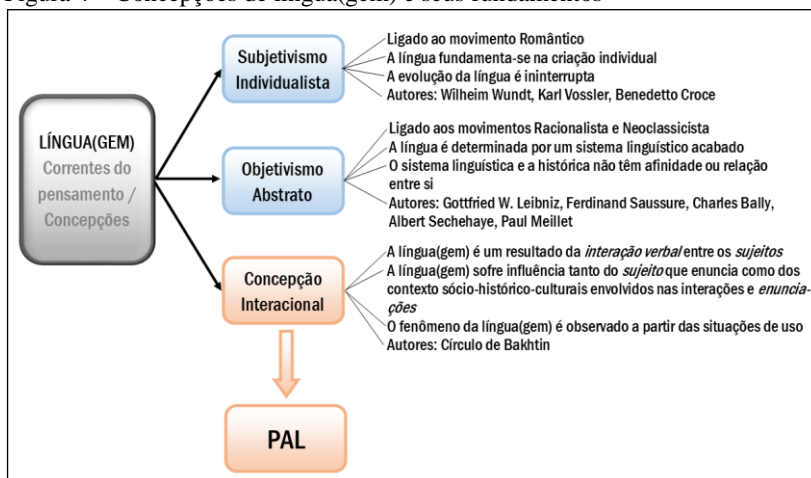 Figura 4 – Concepções de língua(gem) e seus fundamentos
LÍNGUA(GEM)
Correntes do
pensamento /
Concepções
Subjetivismo
Individualista
Ligado ao movimento Romântico
A língua fundamenta-se na criação individual
A evolução da língua é ininterrupta
Autores: Wilheim Wundt, Karl Vossler, Benedetto Croce
Objetivismo
Abstrato
Ligado aos movimentos Racionalista e Neoclassicista
A língua é determinada por um sistema linguístico acabado
O sistema linguística e a histórica não têm afinidade ou relação
entre si
Autores: Gottfried W. Leibniz, Ferdinand Saussure, Charles Bally,
Albert Sechehaye, Paul Meillet
Concepção
Interacional
A língua(gem) é um resultado da interação verbal entre os sujeitos
A língua(gem) sofre influência tanto do sujeito que enuncia como dos
contexto sócio-histórico-culturais envolvidos nas interações e enuncia-
ções
O fenômeno da língua(gem) é observado a partir das situações de uso
Autores: Círculo de Bakhtin
PAL